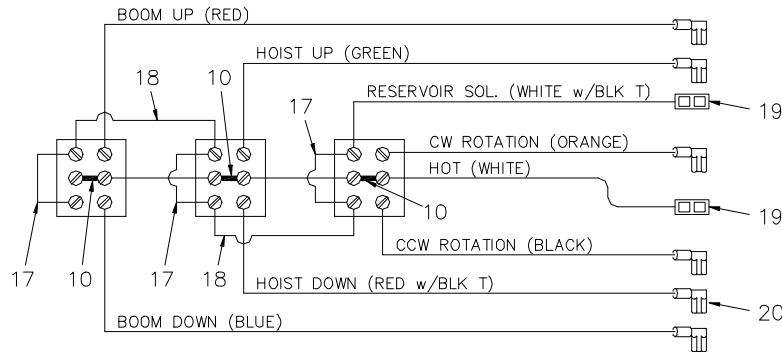 BOOM UP (RED)
HOIST UP (GREEN)
18
10
17
RESERVOIR SOL. (WHITE w/BLK T)
19
CW ROTATION (ORANGE)
HOT (WHITE)
10
19
17
10
17
18
CCW ROTATION (BLACK)
HOIST DOWN (RED w/BLK T)
20
BOOM DOWN (BLUE)